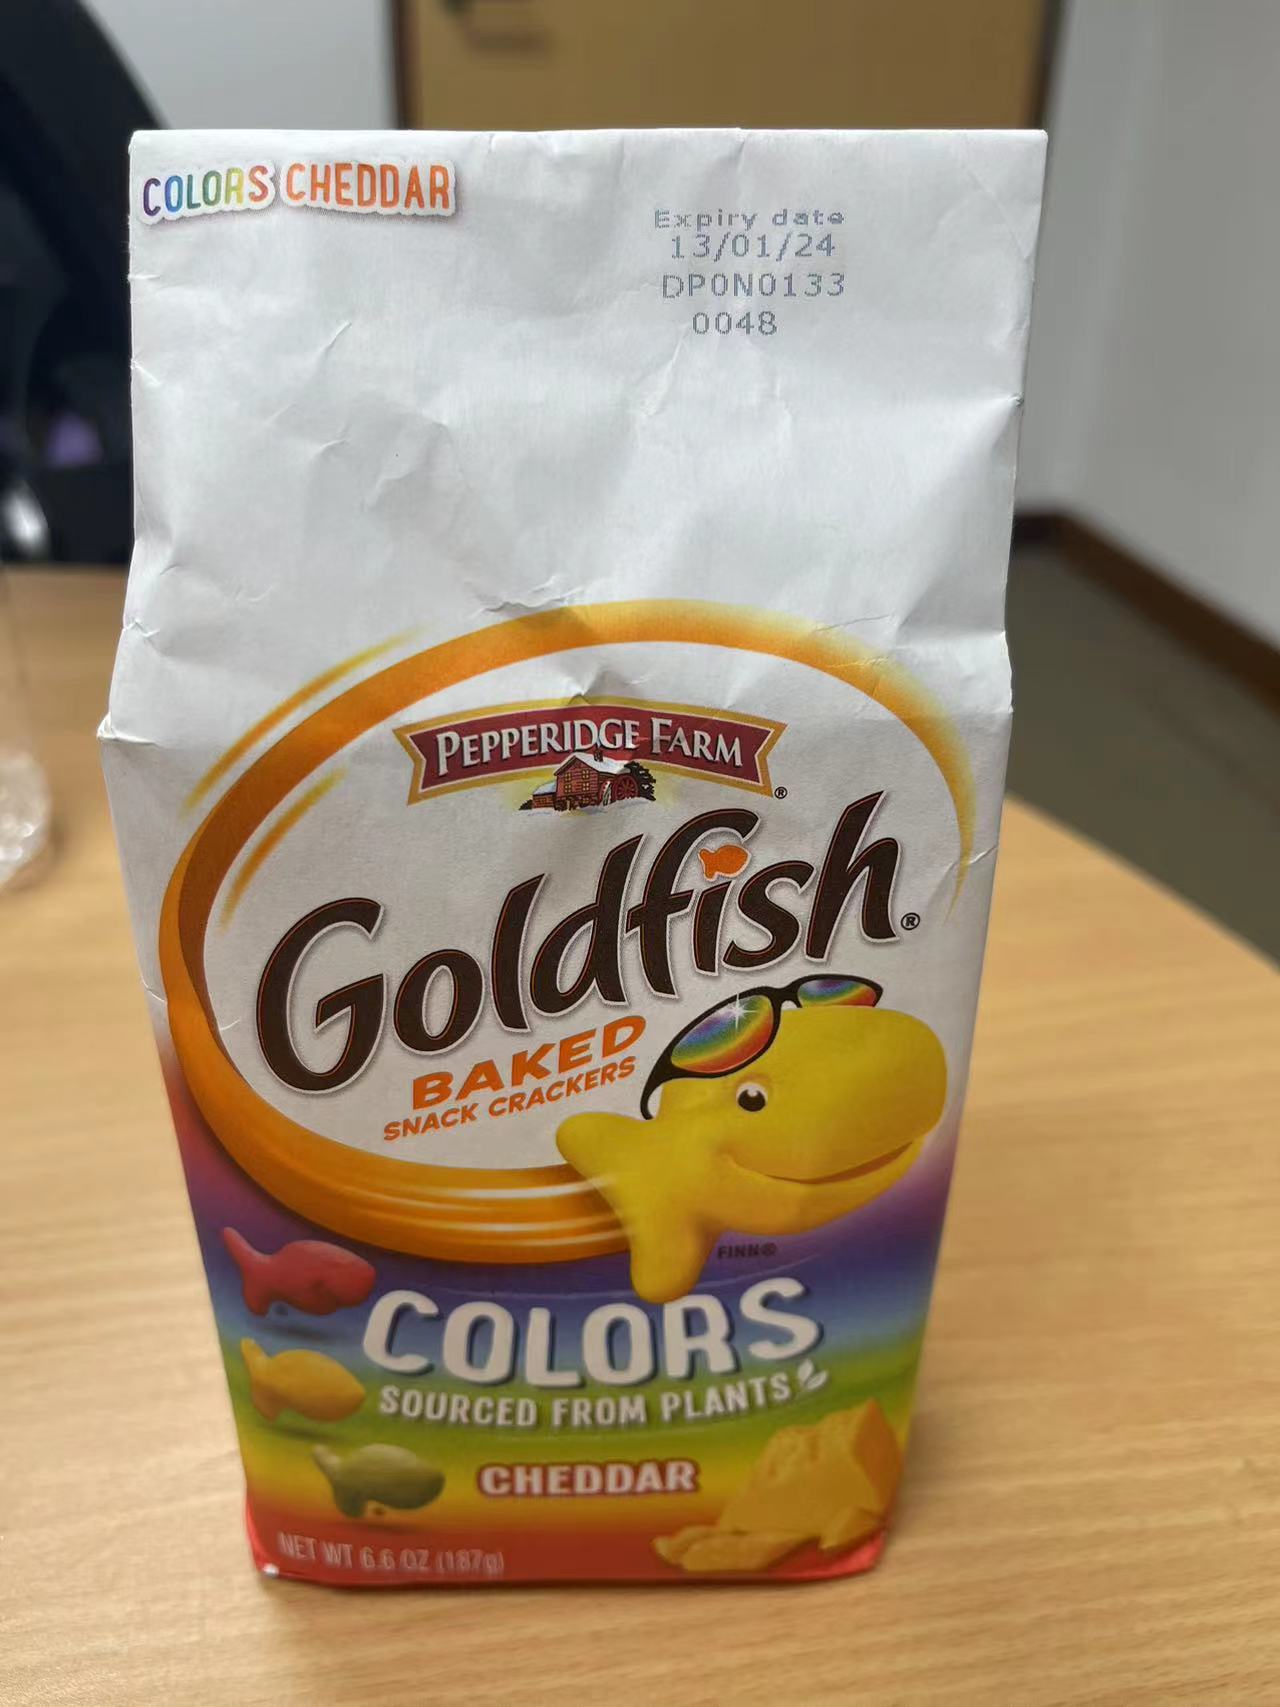 COLORS CHEDDAR
Expiry date
13/01/24
DP0N0133
0048
PEPPERIDGE FARM®
Goldfish®
BAKED
SNACK CRACKERS
FINN®
COLORS
SOURCED FROM PLANTS
CHEDDAR
NET WT 6.6 OZ (187g)